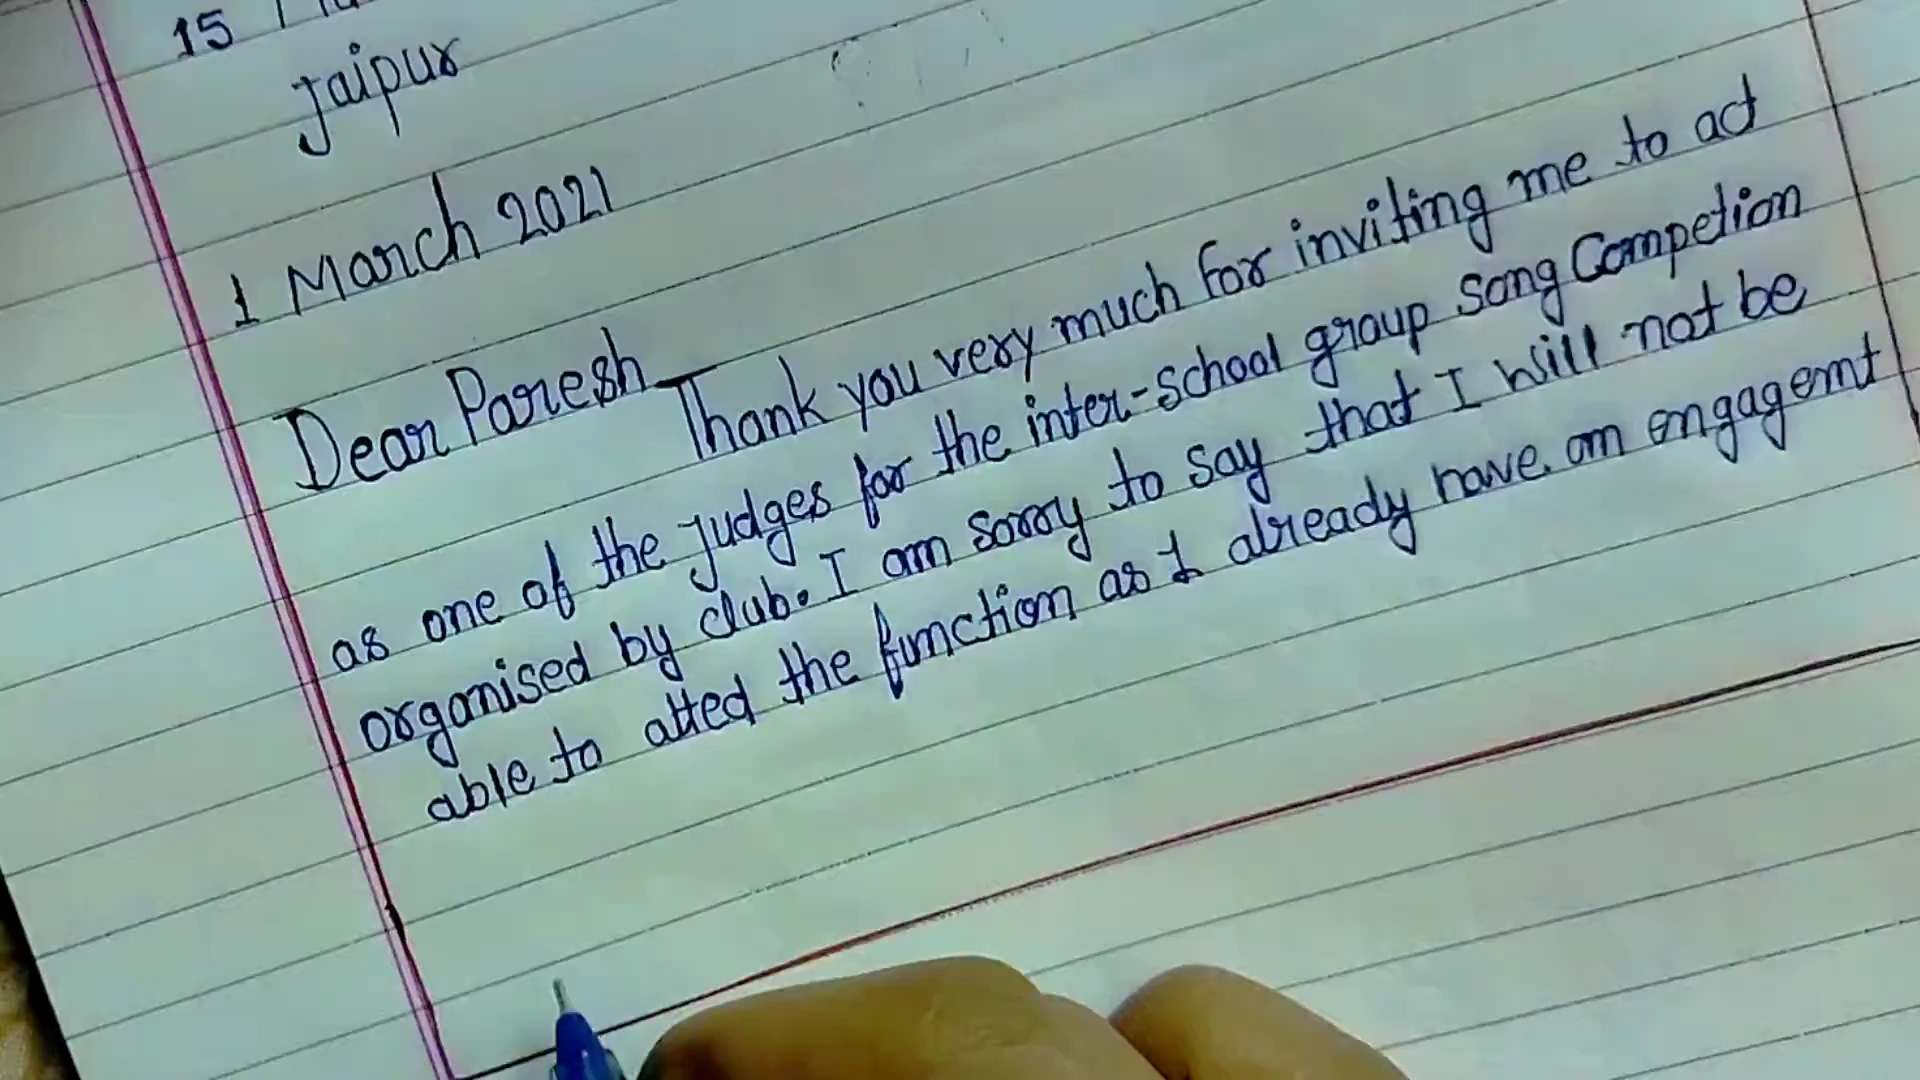 15
Jaipur
1 March 2021
Dear Paresh
Thank you very much for inviting me to act
as one of the judges for the inter-school group song Competion
organised by club. I am sorry to say that I will not be
able to atted the function as I already have an engagemt